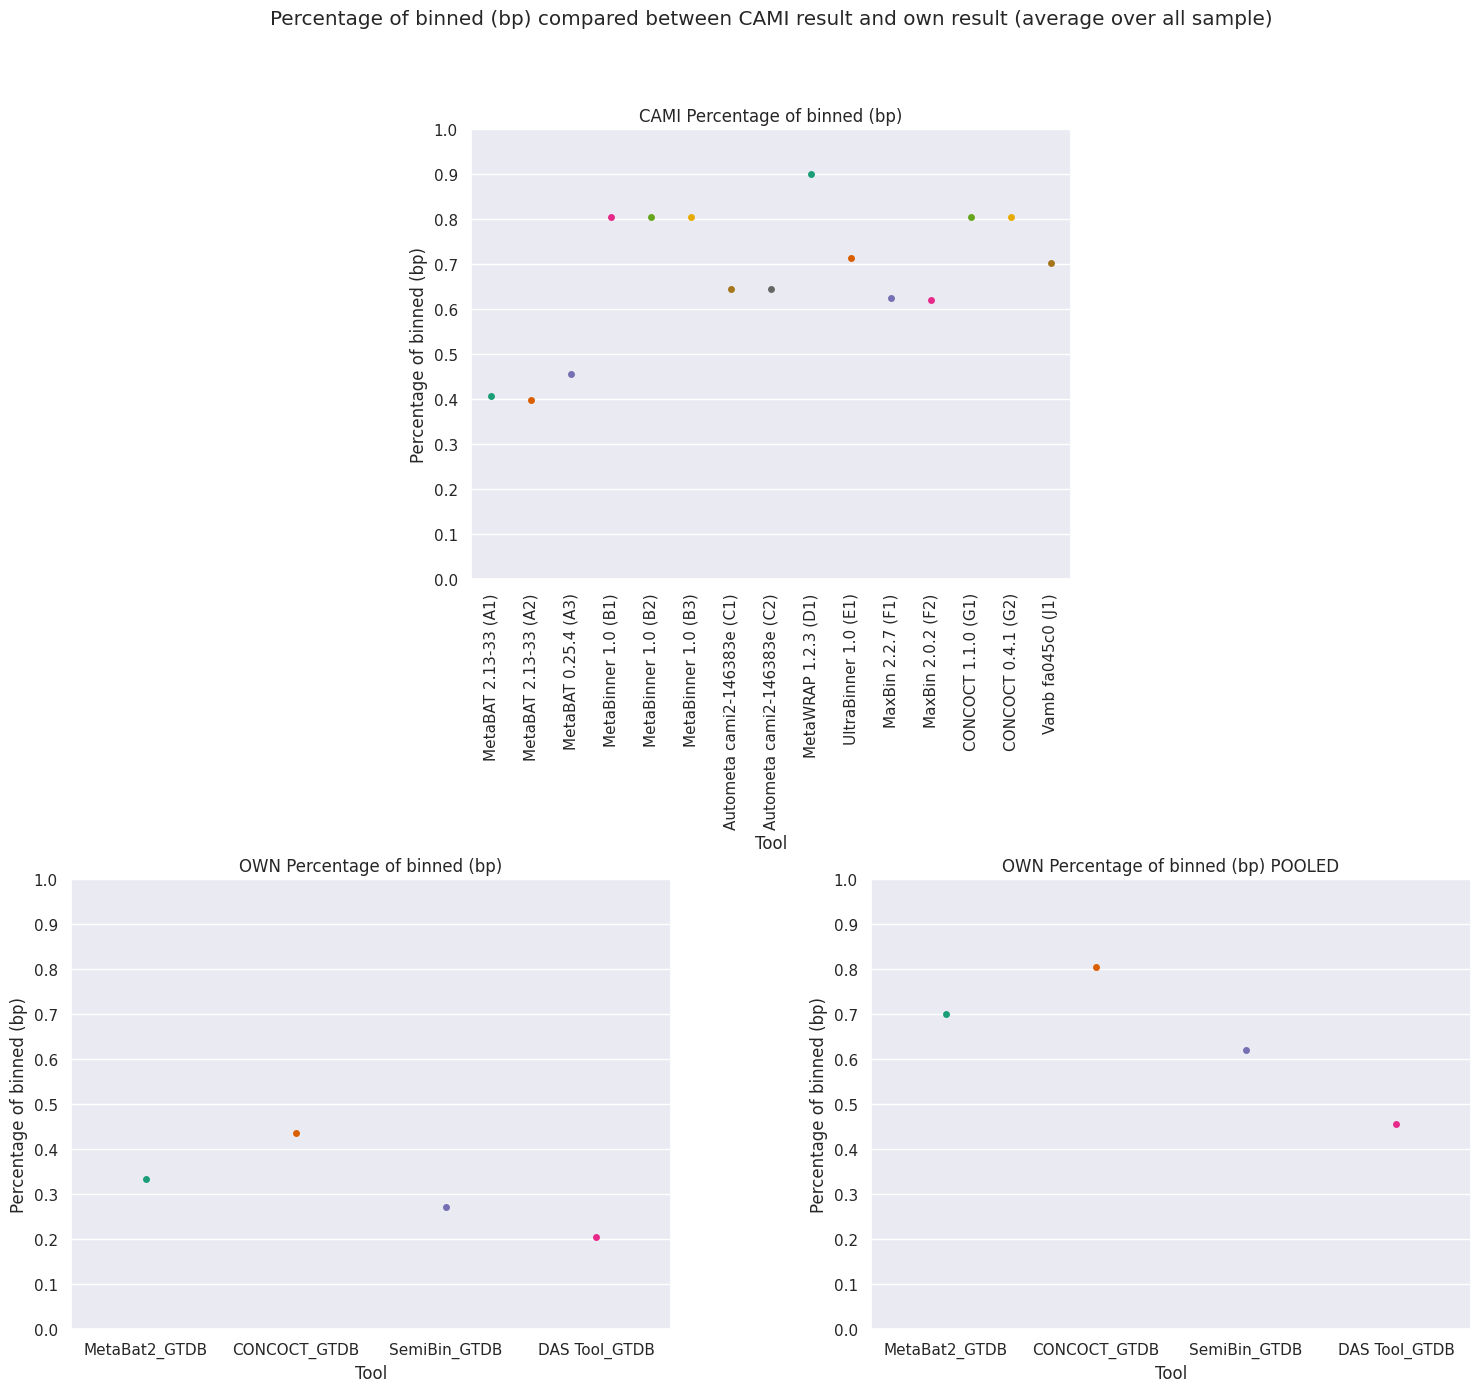 Percentage of binned (bp) compared between CAMI result and own result (average over all sample)
CAMI Percentage of binned (bp)
Percentage of binned (bp)
1.0
0.9
0.8
0.7
0.6
0.5
0.4
0.3
0.2
0.1
0.0
MetaBAT 2.13-33 (A1)
MetaBAT 2.13-33 (A2)
MetaBAT 0.25.4 (A3)
MetaBinner 1.0 (B1)
MetaBinner 1.0 (B2)
MetaBinner 1.0 (B3)
Autometa cami2-146383e (C1)
Autometa cami2-146383e (C2)
MetaWRAP 1.2.3 (D1)
UltraBinner 1.0 (E1)
MaxBin 2.2.7 (F1)
MaxBin 2.0.2 (F2)
CONCOCT 1.1.0 (G1)
CONCOCT 0.4.1 (G2)
Vamb fa045c0 (J1)
Tool
OWN Percentage of binned (bp)
Percentage of binned (bp)
1.0
0.9
0.8
0.7
0.6
0.5
0.4
0.3
0.2
0.1
0.0
MetaBat2_GTDB
CONCOCT_GTDB
SemiBin_GTDB
DAS Tool_GTDB
Tool
OWN Percentage of binned (bp) POOLED
Percentage of binned (bp)
1.0
0.9
0.8
0.7
0.6
0.5
0.4
0.3
0.2
0.1
0.0
MetaBat2_GTDB
CONCOCT_GTDB
SemiBin_GTDB
DAS Tool_GTDB
Tool